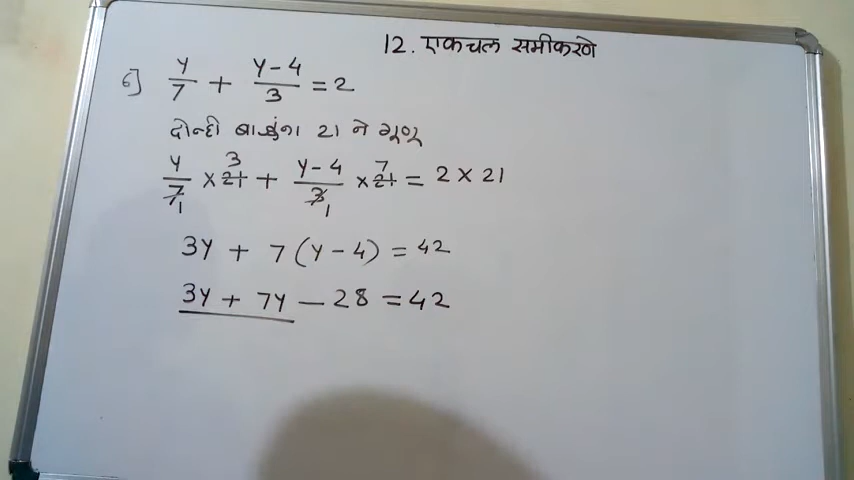 12. एकचल समीकरणे
6] y/7 + y-4/3 = 2
दोन्ही बाजूंना 21 ने गुणू
y/7 × 21 + y-4/3 × 21 = 2 × 21
3y + 7(y-4) = 42
3y + 7y - 28 = 42